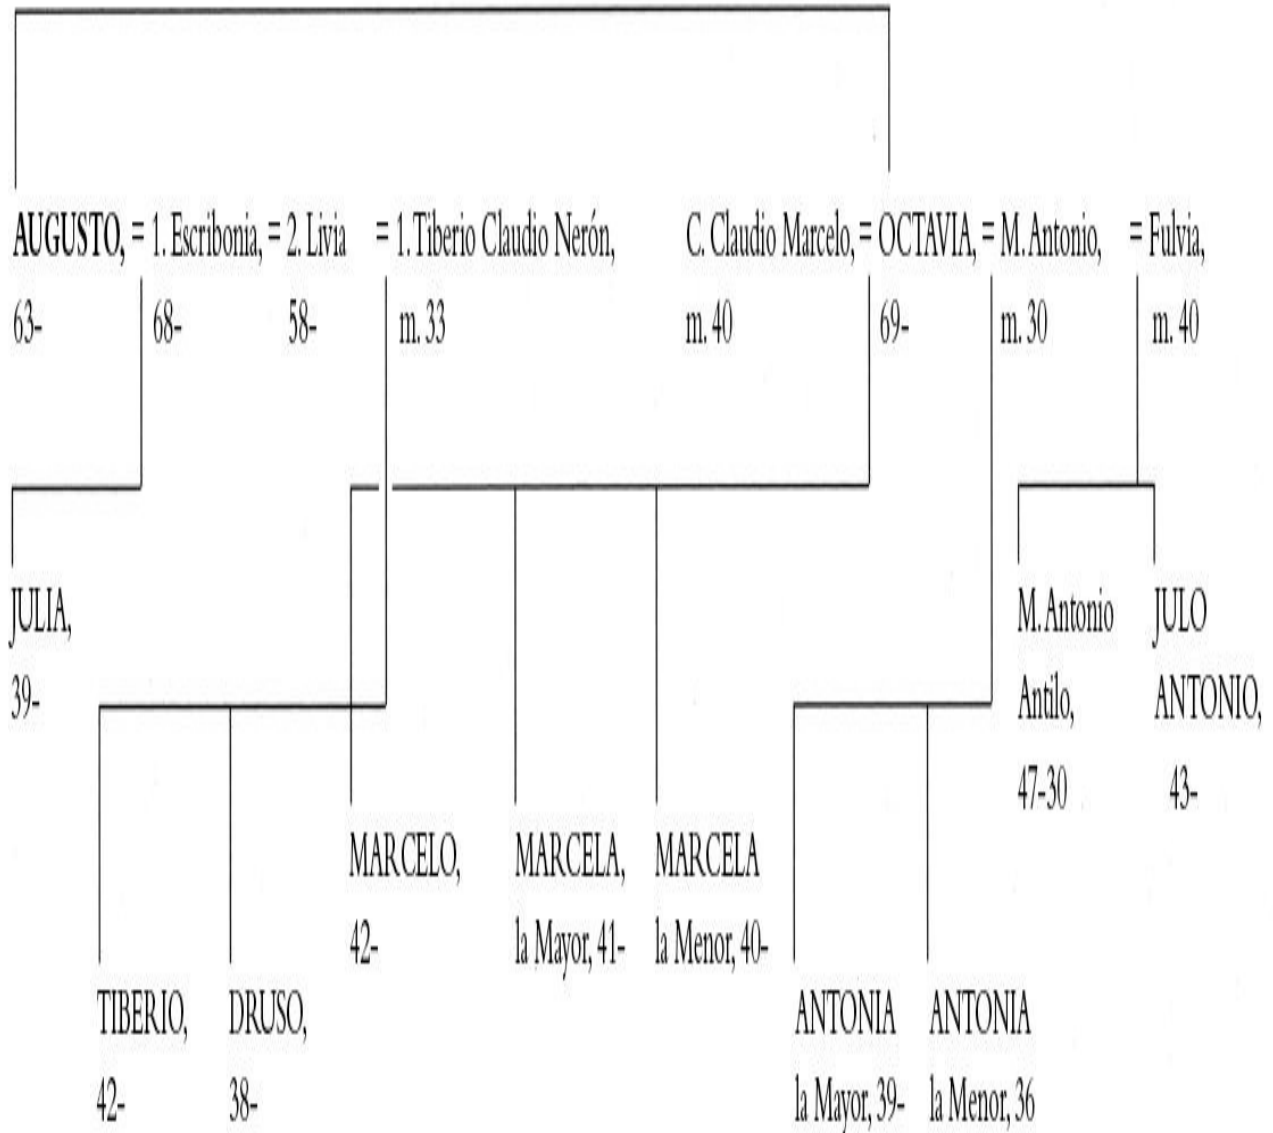 AUGUSTO, = 1. Escribonia, = 2. Livia = 1. Tiberio Claudio Nerón, C. Claudio Marcelo, = OCTAVIA, = M. Antonio, = Fulvia,
63- 68- 58- m. 33 m. 40 69- m. 30 m. 40
JULIA,
39-
M. Antonio
Antilo,
47-30
JULO
ANTONIO,
43-
MARCELO,
42-
MARCELA,
la Mayor, 41-
MARCELA
la Menor, 40-
TIBERIO,
42-
DRUSO,
38-
ANTONIA
la Mayor, 39-
ANTONIA
la Menor, 36